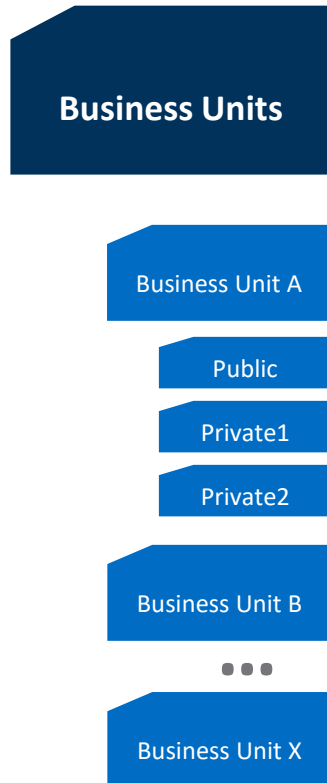 Business Units
Business Unit A
Public
Private1
Private2
Business Unit B
Business Unit X